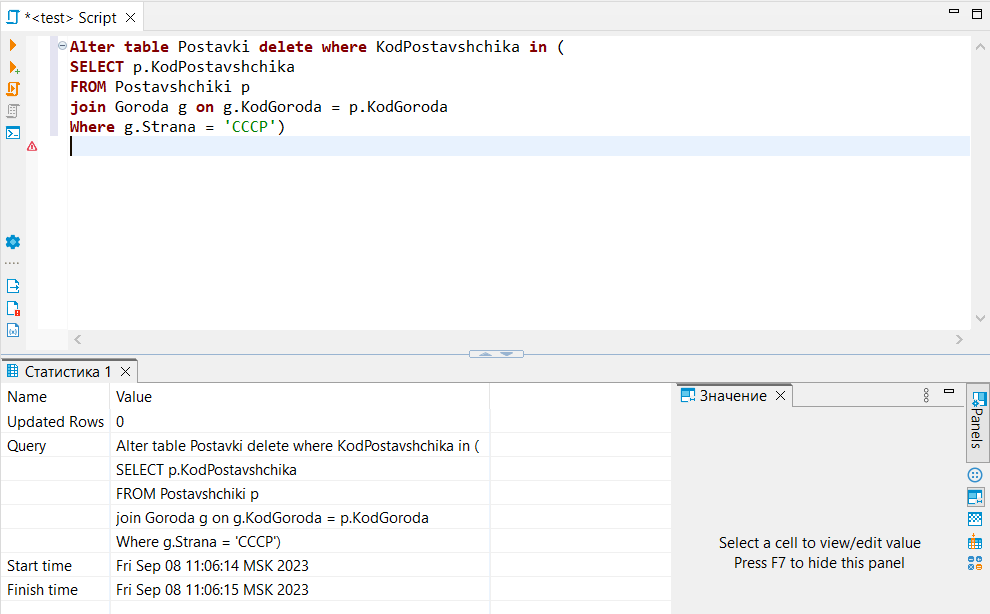 *<test> Script
Alter table Postavki delete where KodPostavshchika in (
SELECT p.KodPostavshchika
FROM Postavshchiki p
join Goroda g on g.KodGoroda = p.KodGoroda
Where g.Strana = 'СССР')
Статистика 1
Name Value
Updated Rows 0
Query Alter table Postavki delete where KodPostavshchika in (
SELECT p.KodPostavshchika
FROM Postavshchiki p
join Goroda g on g.KodGoroda = p.KodGoroda
Where g.Strana = 'СССР')
Start time Fri Sep 08 11:06:14 MSK 2023
Finish time Fri Sep 08 11:06:15 MSK 2023
Значение
Select a cell to view/edit value
Press F7 to hide this panel
Panels